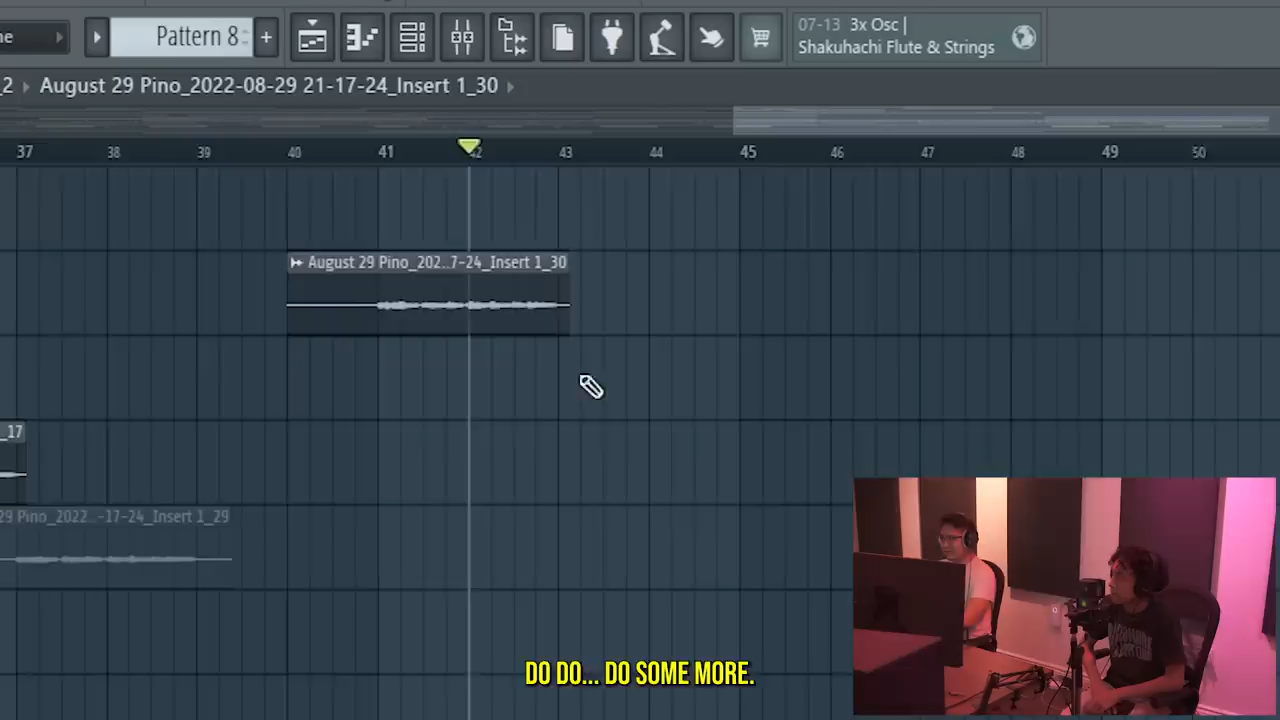 ne
Pattern 8
+
07-13 3x Osc |
Shakuhachi Flute & Strings
_2 August 29 Pino_2022-08-29 21-17-24_Insert 1_30
37 38 39 40 41 42 43 44 45 46 47 48 49 50
August 29 Pino_202..7-24_Insert 1_30
_17
29 Pino_2022..-17-24_Insert 1_29
DO DO... DO SOME MORE.